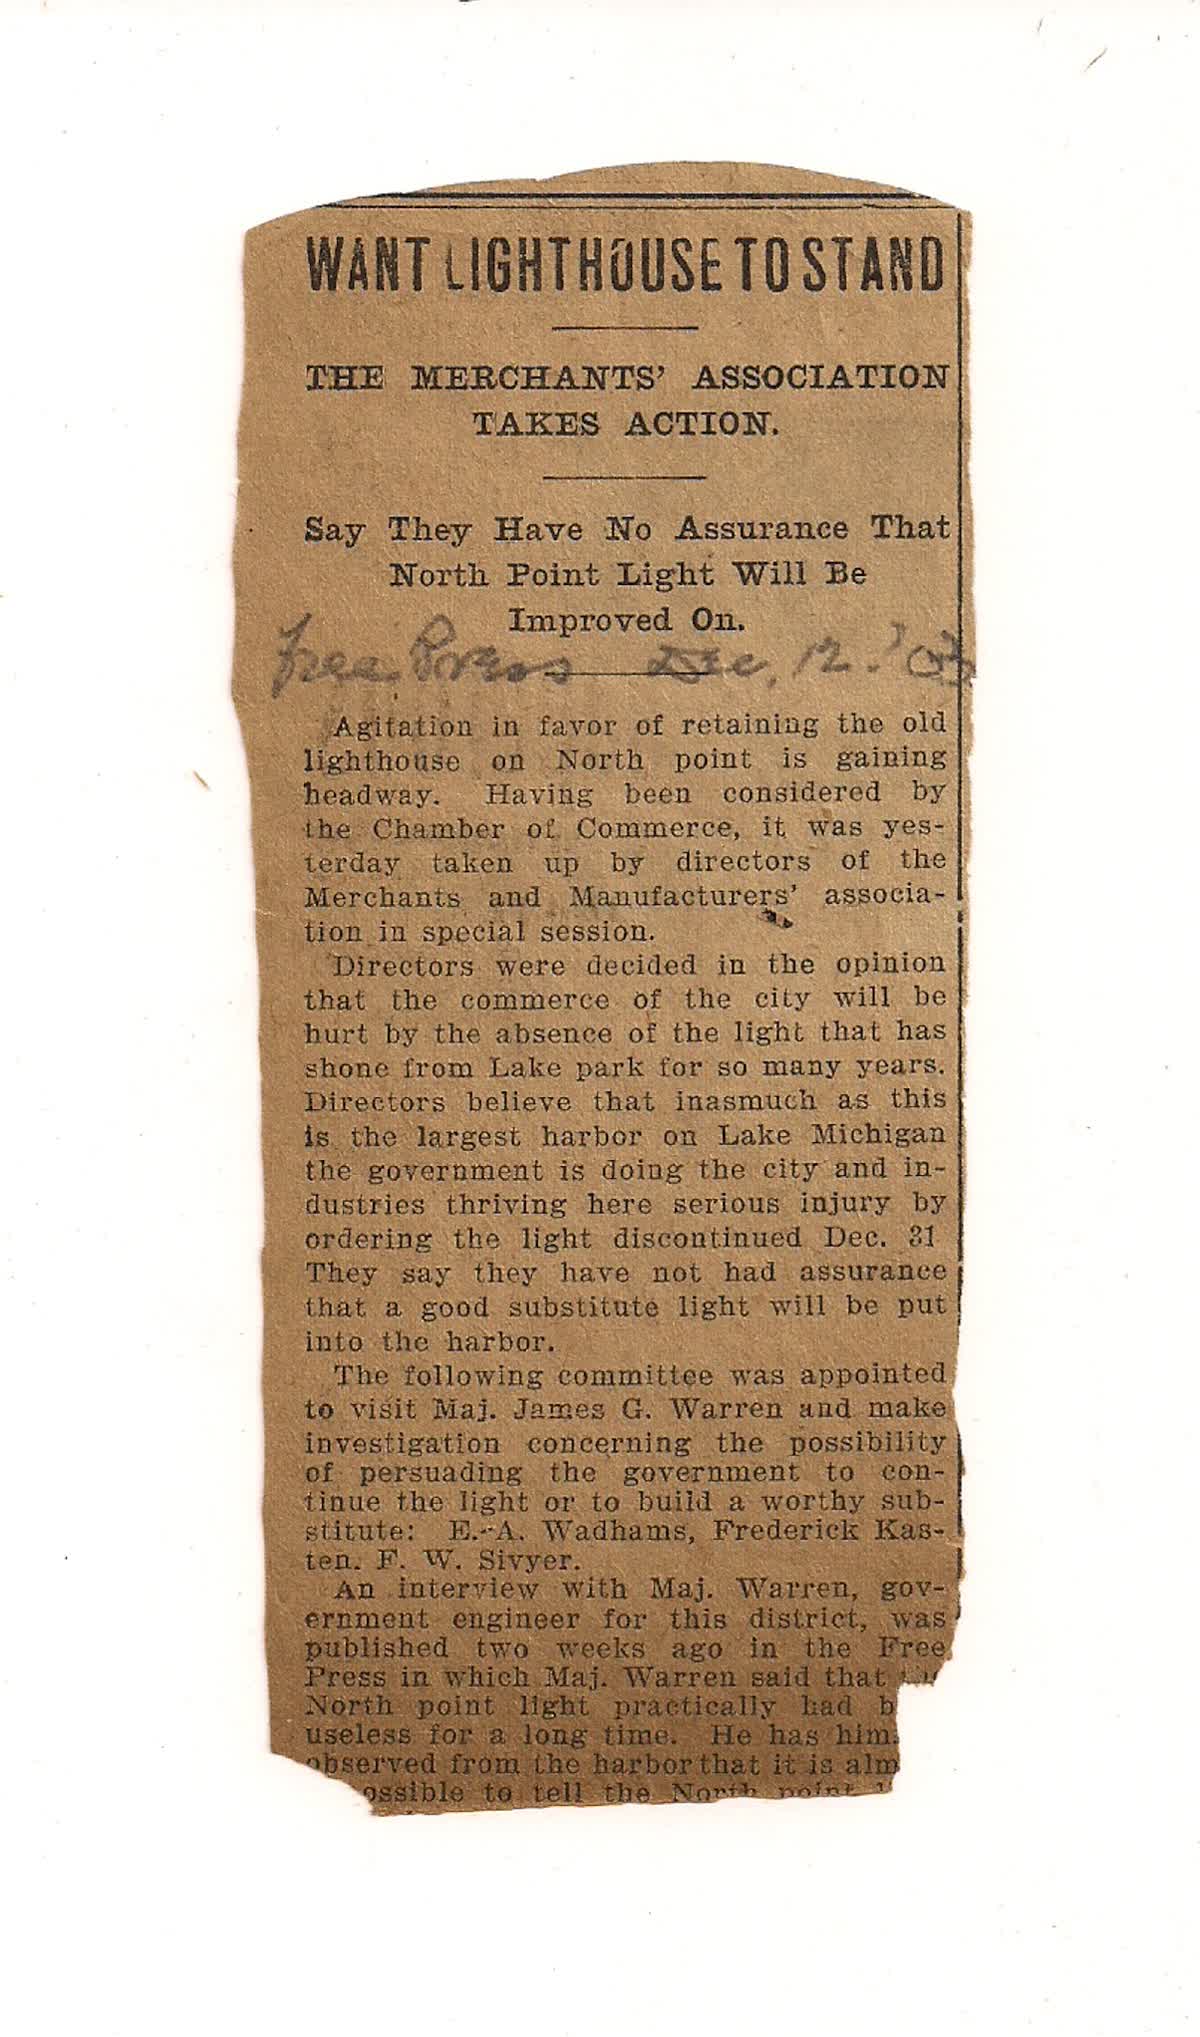 WANT LIGHTHOUSE TO STAND
THE MERCHANTS' ASSOCIATION
TAKES ACTION.
Say They Have No Assurance That
North Point Light Will Be
Improved On.
Free Press Dec. 12. '03
Agitation in favor of retaining the old
lighthouse on North point is gaining
headway. Having been considered by
the Chamber of Commerce, it was yes-
terday taken up by directors of the
Merchants and Manufacturers' associa-
tion in special session.
Directors were decided in the opinion
that the commerce of the city will be
hurt by the absence of the light that has
shone from Lake park for so many years.
Directors believe that inasmuch as this
is the largest harbor on Lake Michigan
the government is doing the city and in-
dustries thriving here serious injury by
ordering the light discontinued Dec. 31
They say they have not had assurance
that a good substitute light will be put
into the harbor.
The following committee was appointed
to visit Maj. James G. Warren and make
investigation concerning the possibility
of persuading the government to con-
tinue the light or to build a worthy sub-
stitute: E. A. Wadhams, Frederick Kas-
ten. F. W. Sivyer.
An interview with Maj. Warren, gov-
ernment engineer for this district, was
published two weeks ago in the Free
Press in which Maj. Warren said that
North point light practically had b
useless for a long time. He has him
observed from the harbor that it is alm
ossible to tell the North point